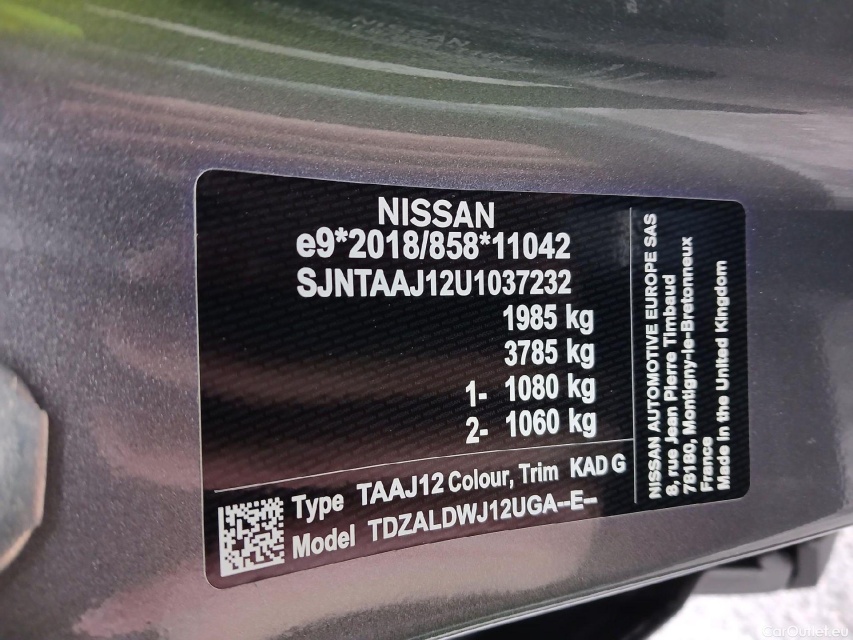 NISSAN
e9*2018/858*11042
SJNTAAJ12U1037232
1985 kg
3785 kg
1- 1080 kg
2- 1060 kg
Type TAAJ12 Colour, Trim KAD G
Model TDZALDWJ12UGA--E--
NISSAN AUTOMOTIVE EUROPE SAS
8, rue Jean Pierre Timbaud
78180, Montigny-le-Bretonneux
France
Made in the United Kingdom
CarOutlet.eu